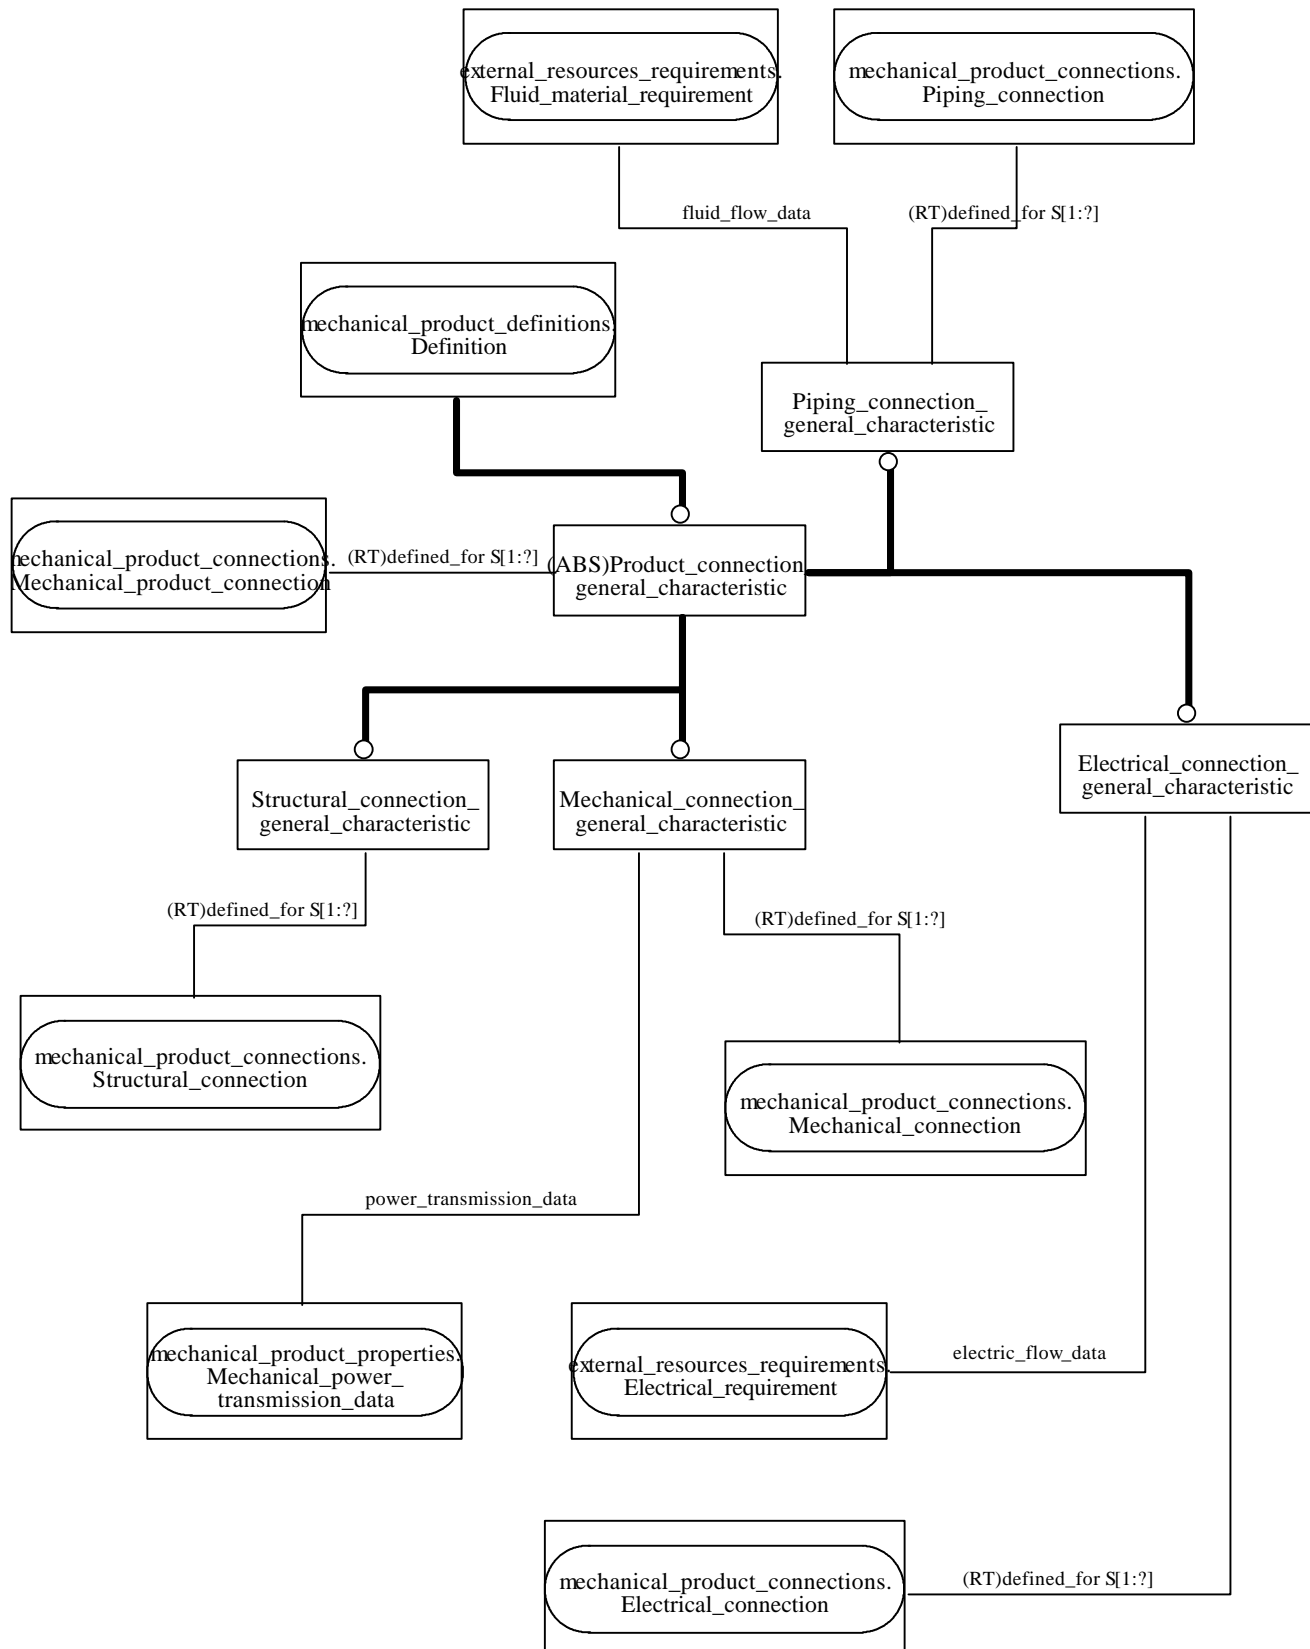 external_resources_requirements.
Fluid_material_requirement
mechanical_product_connections.
Piping_connection
fluid_flow_data
(RT)defined_for S[1:?]
mechanical_product_definitions.
Definition
Piping_connection_
general_characteristic
mechanical_product_connections.
Mechanical_product_connection
(RT)defined_for S[1:?]
(ABS)Product_connection_
general_characteristic
Electrical_connection_
general_characteristic
Structural_connection_
general_characteristic
Mechanical_connection_
general_characteristic
(RT)defined_for S[1:?]
(RT)defined_for S[1:?]
mechanical_product_connections.
Structural_connection
mechanical_product_connections.
Mechanical_connection
power_transmission_data
mechanical_product_properties.
Mechanical_power_
transmission_data
external_resources_requirements.
Electrical_requirement
electric_flow_data
mechanical_product_connections.
Electrical_connection
(RT)defined_for S[1:?]